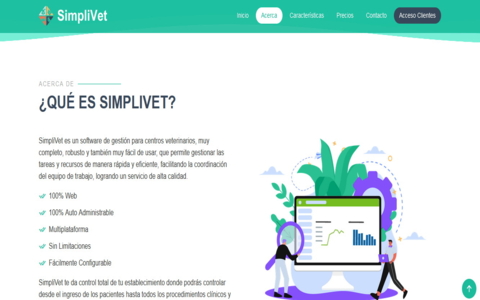 SimpliVet
Inicio
Acerca
Características
Precios
Contacto
Acceso Clientes
ACERCA DE
¿QUÉ ES SIMPLIVET?
SimpliVet es un software de gestión para centros veterinarios, muy
completo, robusto y también muy fácil de usar, que permite gestionar las
tareas y recursos de manera rápida y eficiente, facilitando la coordinación
del equipo de trabajo, logrando un servicio de alta calidad.
100% Web
100% Auto Administrable
Multiplataforma
Sin Limitaciones
Fácilmente Configurable
SimpliVet te da control total de tu establecimiento donde podrás controlar
desde el ingreso de los pacientes hasta todos los procedimientos clínicos y